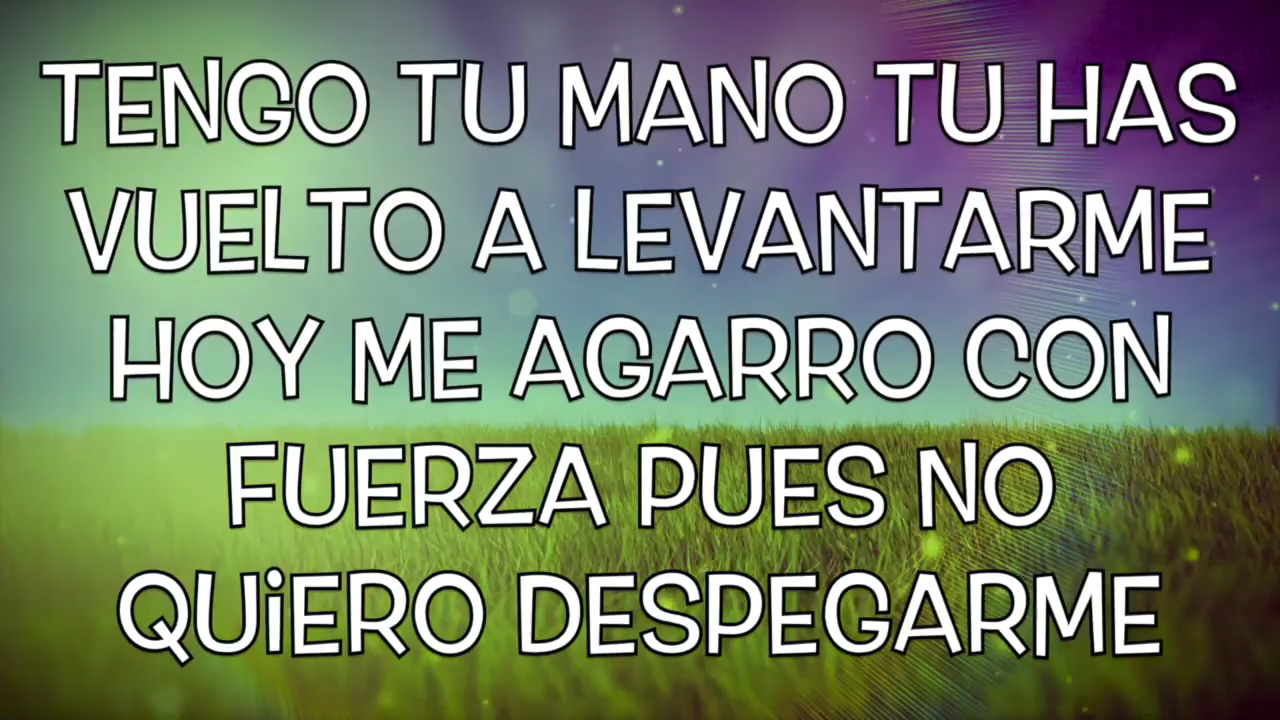 TENGO TU MANO TU HAS
VUELTO A LEVANTARME
HOY ME AGARRO CON
FUERZA PUES NO
QUiERO DESPEGARME